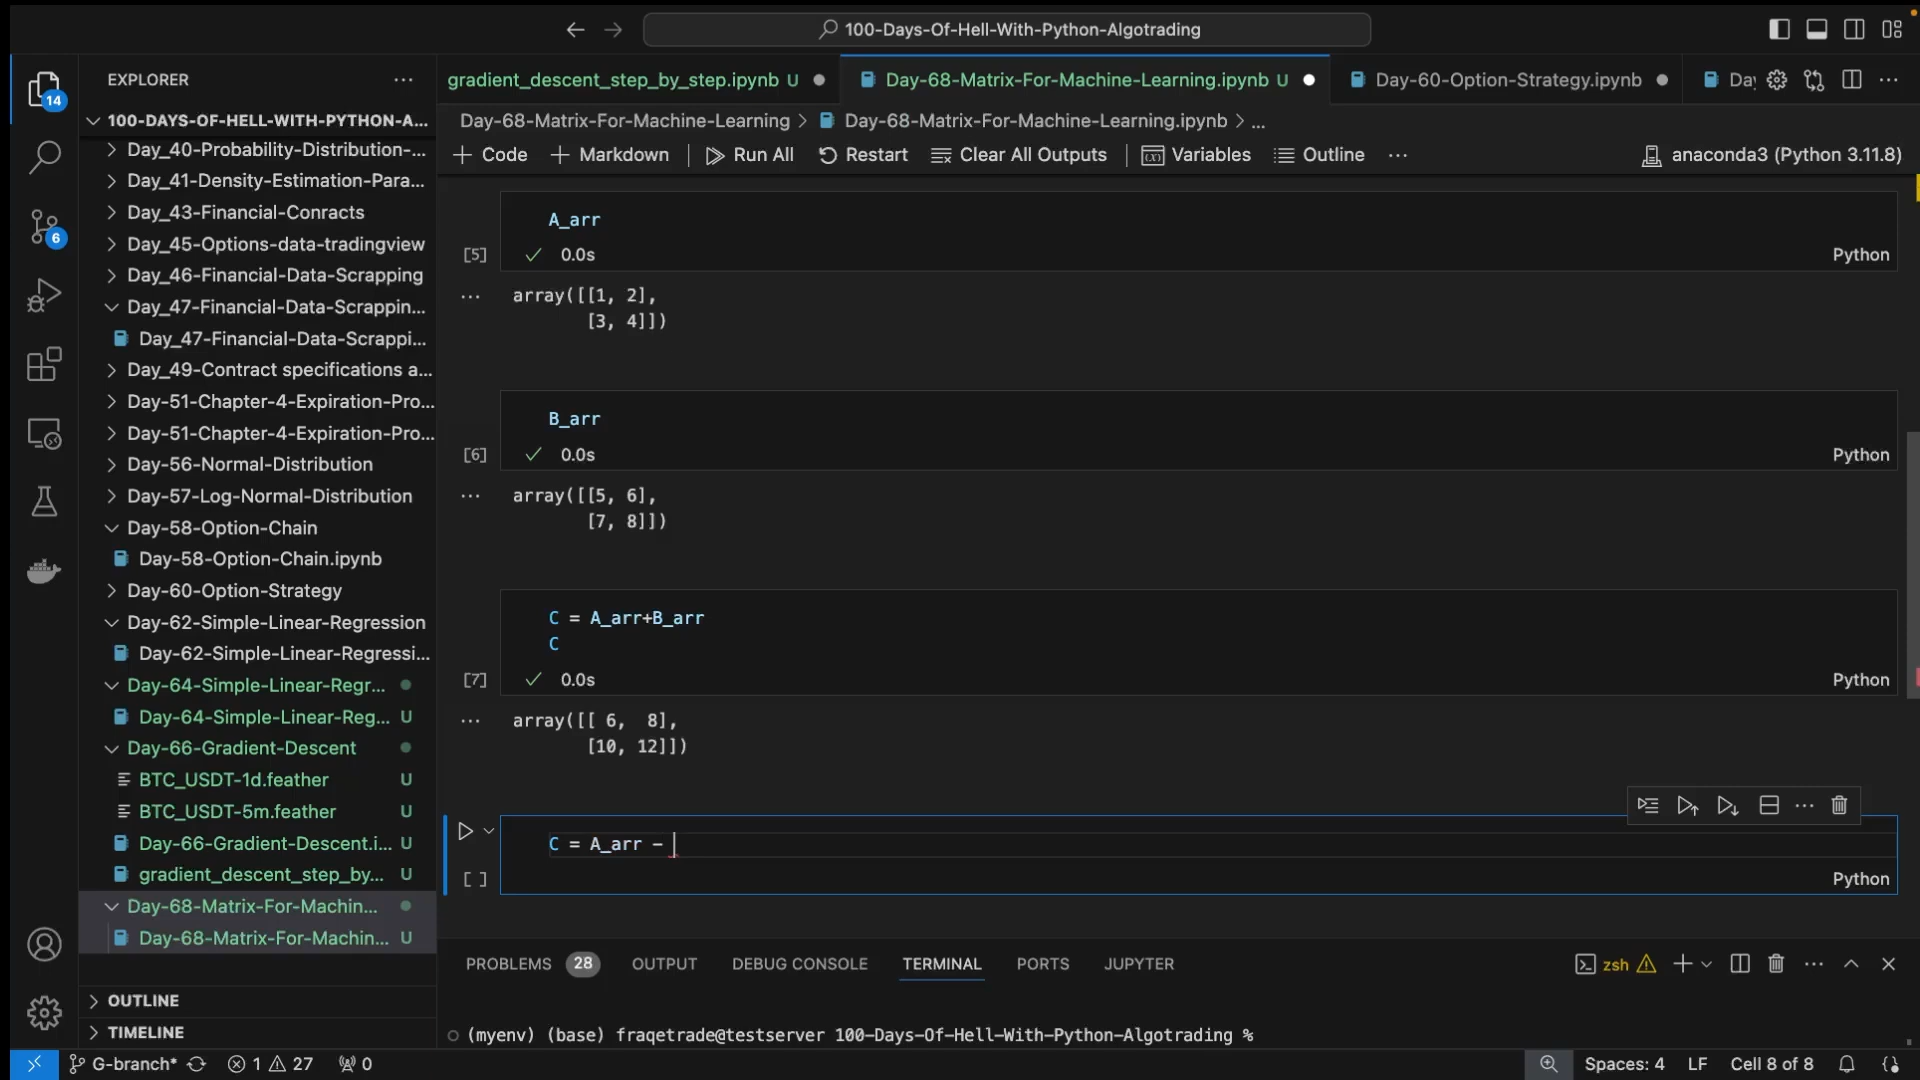 100-Days-Of-Hell-With-Python-Algotrading
14
EXPLORER
gradient_descent_step_by_step.ipynb U
Day-68-Matrix-For-Machine-Learning.ipynb U
Day-60-Option-Strategy.ipynb
Day
100-DAYS-OF-HELL-WITH-PYTHON-A...
Day-68-Matrix-For-Machine-Learning > Day-68-Matrix-For-Machine-Learning.ipynb > ...
Code
Markdown
Run All
Restart
Clear All Outputs
Variables
Outline
anaconda3 (Python 3.11.8)
Day_40-Probability-Distribution-...
Day_41-Density-Estimation-Para...
Day_43-Financial-Conracts
Day_45-Options-data-tradingview
Day_46-Financial-Data-Scrapping
Day_47-Financial-Data-Scrappin...
Day_47-Financial-Data-Scrappi...
Day_49-Contract specifications a...
Day-51-Chapter-4-Expiration-Pro...
Day-51-Chapter-4-Expiration-Pro...
Day-56-Normal-Distribution
Day-57-Log-Normal-Distribution
Day-58-Option-Chain
Day-58-Option-Chain.ipynb
Day-60-Option-Strategy
Day-62-Simple-Linear-Regression
Day-62-Simple-Linear-Regressi...
Day-64-Simple-Linear-Regr...
Day-64-Simple-Linear-Reg... U
Day-66-Gradient-Descent
BTC_USDT-1d.feather U
BTC_USDT-5m.feather U
Day-66-Gradient-Descent.i... U
gradient_descent_step_by... U
Day-68-Matrix-For-Machin...
Day-68-Matrix-For-Machin... U
OUTLINE
TIMELINE
6
A_arr
[5] 0.0s Python
array([[1, 2],
[3, 4]])
B_arr
[6] 0.0s Python
array([[5, 6],
[7, 8]])
C = A_arr+B_arr
C
[7] 0.0s Python
array([[ 6,  8],
[10, 12]])
C = A_arr -
[ ] Python
PROBLEMS 28 OUTPUT DEBUG CONSOLE TERMINAL PORTS JUPYTER
zsh
(myenv) (base) fraqetrade@testserver 100-Days-Of-Hell-With-Python-Algotrading %
G-branch* 1 27 0
Spaces: 4 LF Cell 8 of 8